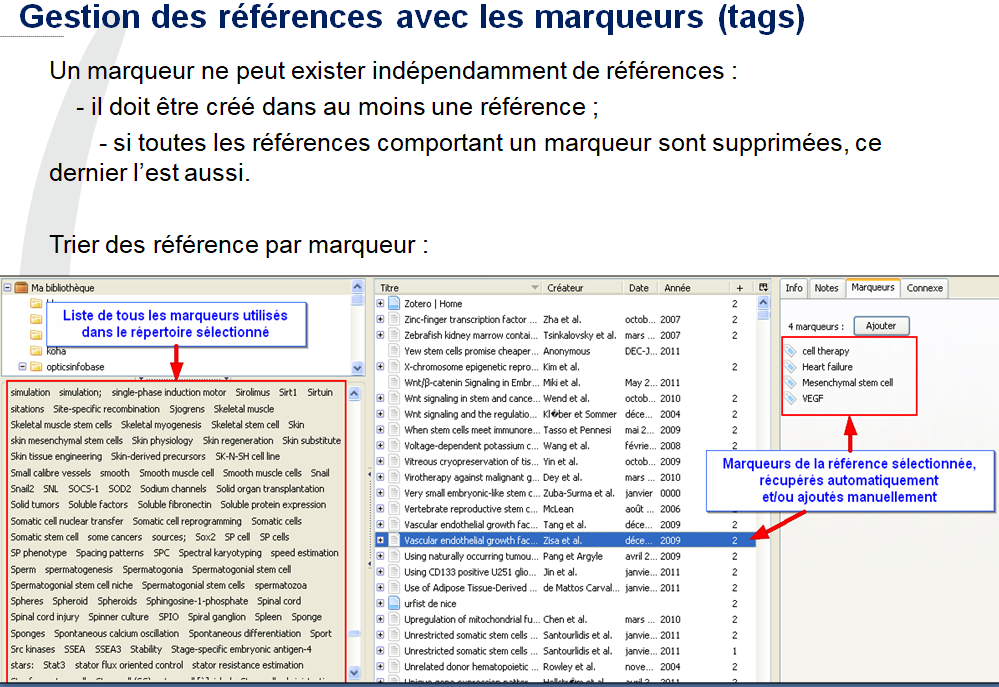 Gestion des références avec les marqueurs (tags)
Un marqueur ne peut exister indépendamment de références :
- il doit être créé dans au moins une référence ;
- si toutes les références comportant un marqueur sont supprimées, ce
dernier l'est aussi.
Trier des référence par marqueur :
Ma bibliothèque
Liste de tous les marqueurs utilisés
dans le répertoire sélectionné
koha
opticsinfobase
simulation simulation; single-phase induction motor Sirolimus Sirt1 Sirtuin
sitations Site-specific recombination Sjogrens Skeletal muscle
Skeletal muscle stem cells Skeletal myogenesis Skeletal stem cell Skin
skin mesenchymal stem cells Skin physiology Skin regeneration Skin substitute
Skin tissue engineering Skin-derived precursors SK-N-SH cell line
Small calibre vessels smooth Smooth muscle cell Smooth muscle cells Snail
Snail2 SNL SOCS-1 SOD2 Sodium channels Solid organ transplantation
Solid tumors Soluble factors Soluble fibronectin Soluble protein expression
Somatic cell nuclear transfer Somatic cell reprogramming Somatic cells
Somatic stem cell some cancers sources; Sox2 SP cell SP cells
SP phenotype Spacing patterns SPC Spectral karyotyping speed estimation
Sperm spermatogenesis Spermatogonia Spermatogonial stem cell
Spermatogonial stem cell niche Spermatogonial stem cells spermatozoa
Spheres Spheroid Spheroids Sphingosine-1-phosphate Spinal cord
Spinal cord injury Spinner culture SPIO Spiral ganglion Spleen Sponge
Sponges Spontaneous calcium oscillation Spontaneous differentiation Sport
Src kinases SSEA SSEA3 Stability Stage-specific embryonic antigen-4
stars: Stat3 stator flux oriented control stator resistance estimation
Titre Créateur Date Année +
Zotero | Home 2
Zinc-finger transcription factor ... Zha et al. octob... 2007 2
Zebrafish kidney marrow contai... Tsinkalovsky et al. mars ... 2007 2
Yew stem cells promise cheaper... Anonymous DEC-J... 2011
X-chromosome epigenetic repro... Kim et al. 2
Wnt/β-catenin Signaling in Embr... Miki et al. May 2... 2011
Wnt signaling in stem and cance... Wend et al. octob... 2010 2
Wnt signaling and the regulatio... Kl�ber et Sommer déce... 2004 2
When stem cells meet immunore... Tasso et Pennesi mai 2... 2009 2
Voltage-dependent potassium c... Wang et al. févrie... 2008 2
Vitreous cryopreservation of tis... Yin et al. octob... 2009 2
Virotherapy against malignant g... Dey et al. mars ... 2010 2
Very small embryonic-like stem c... Zuba-Surma et al. janvier 0000 2
Vertebrate reproductive stem c... McLean août ... 2006 2
Vascular endothelial growth fac... Tang et al. déce... 2009 2
Vascular endothelial growth fac... Zisa et al. déce... 2009 2
Using naturally occurring tumou... Pang et Argyle avril 2... 2009 2
Using CD133 positive U251 glio... Jin et al. janvie... 2011 2
Use of Adipose Tissue-Derived ... de Mattos Carval... janvie... 2011 2
urfist de nice 2
Upregulation of mitochondrial fu... Chen et al. mars ... 2010 2
Unrestricted somatic stem cells ... Santourlidis et al. janvie... 2011 2
Unrestricted somatic stem cells ... Santourlidis et al. janvie... 2011 1
Unrelated donor hematopoietic ... Rowley et al. nove... 2004 2
Info Notes Marqueurs Connexe
4 marqueurs : Ajouter
cell therapy
Heart failure
Mesenchymal stem cell
VEGF
Marqueurs de la référence sélectionnée,
récupérés automatiquement
et/ou ajoutés manuellement